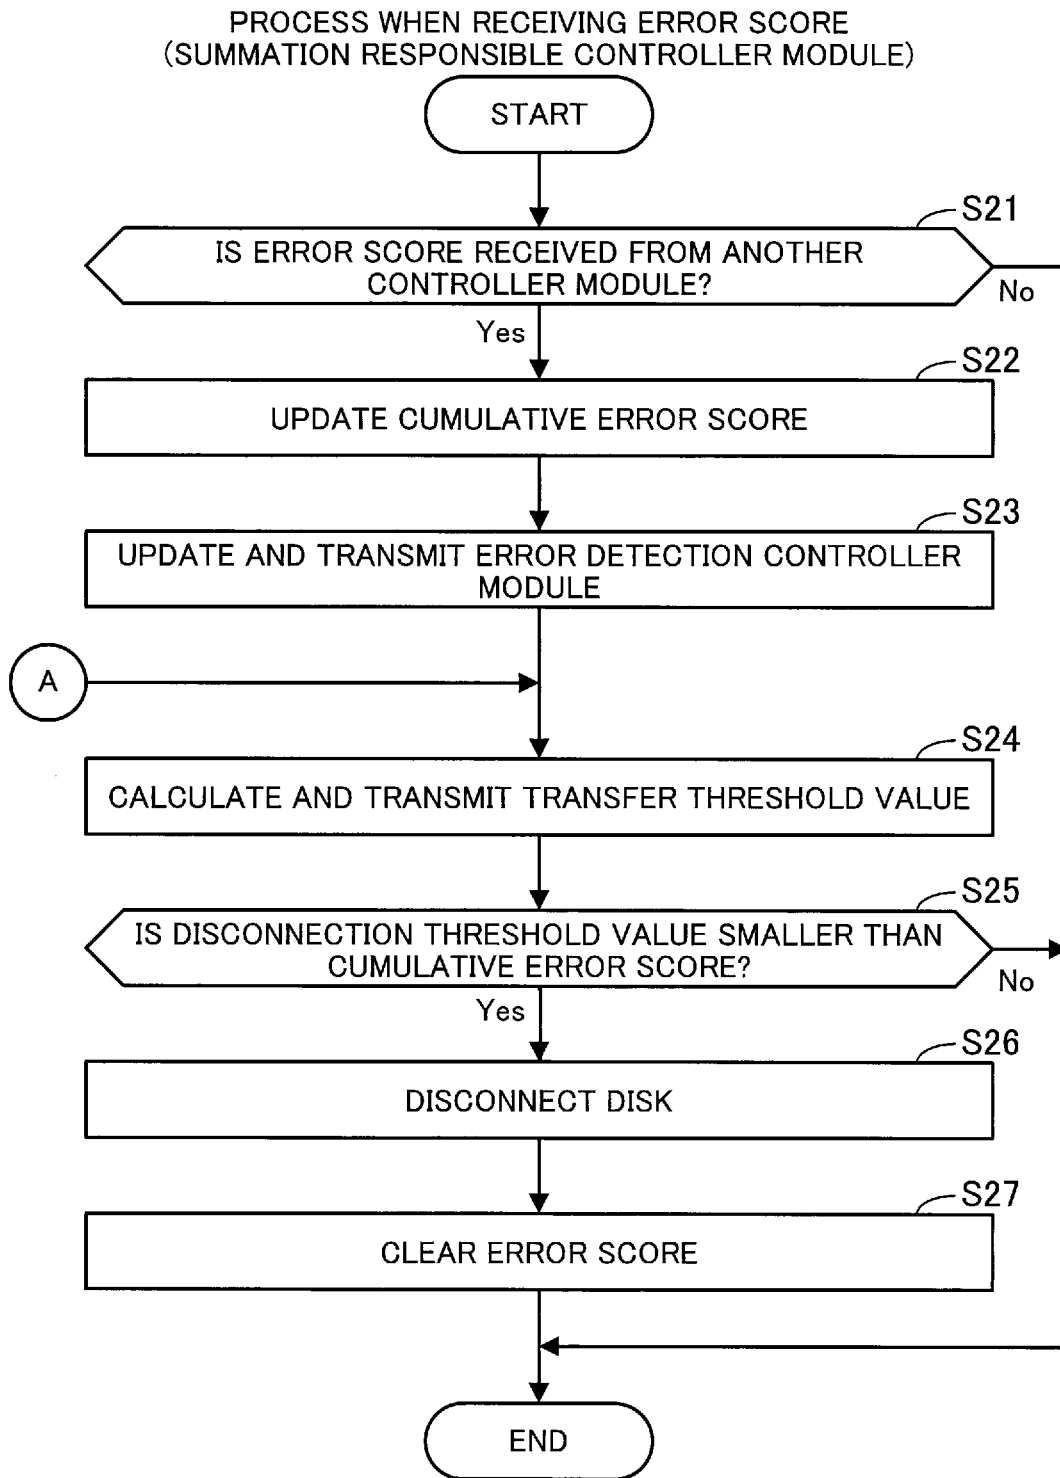 PROCESS WHEN RECEIVING ERROR SCORE
(SUMMATION RESPONSIBLE CONTROLLER MODULE)
START
S21
IS ERROR SCORE RECEIVED FROM ANOTHER
CONTROLLER MODULE?
No
Yes
S22
UPDATE CUMULATIVE ERROR SCORE
S23
UPDATE AND TRANSMIT ERROR DETECTION CONTROLLER
MODULE
A
S24
CALCULATE AND TRANSMIT TRANSFER THRESHOLD VALUE
S25
IS DISCONNECTION THRESHOLD VALUE SMALLER THAN
CUMULATIVE ERROR SCORE?
No
Yes
S26
DISCONNECT DISK
S27
CLEAR ERROR SCORE
END